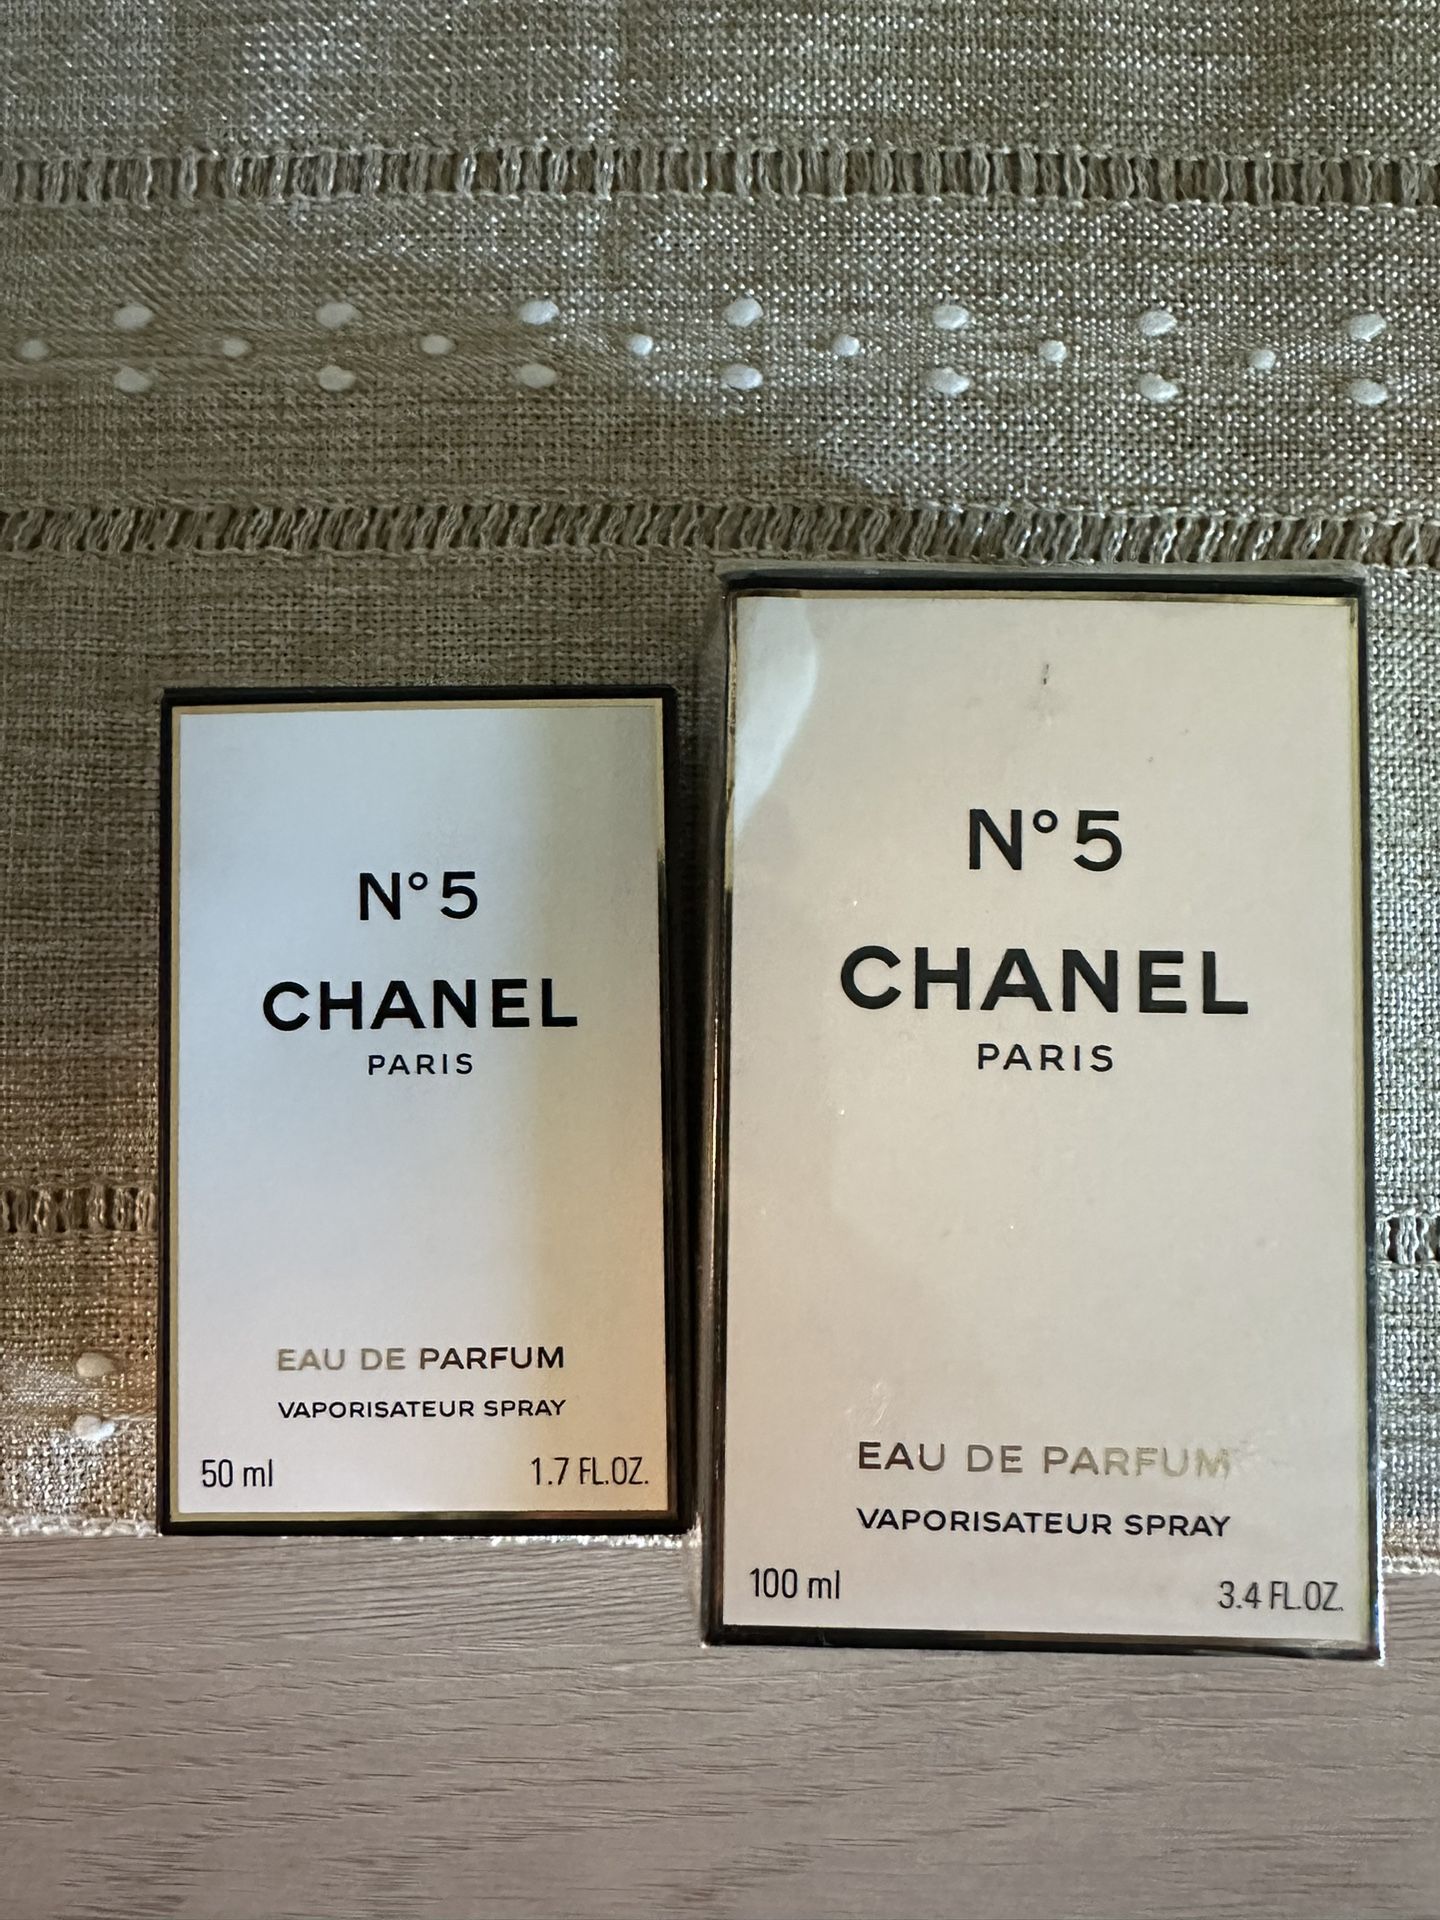 N°5
CHANEL
PARIS
EAU DE PARFUM
VAPORISATEUR SPRAY
50 ml 1.7 FL.OZ.
N°5
CHANEL
PARIS
EAU DE PARFUM
VAPORISATEUR SPRAY
100 ml 3.4 FL.OZ.